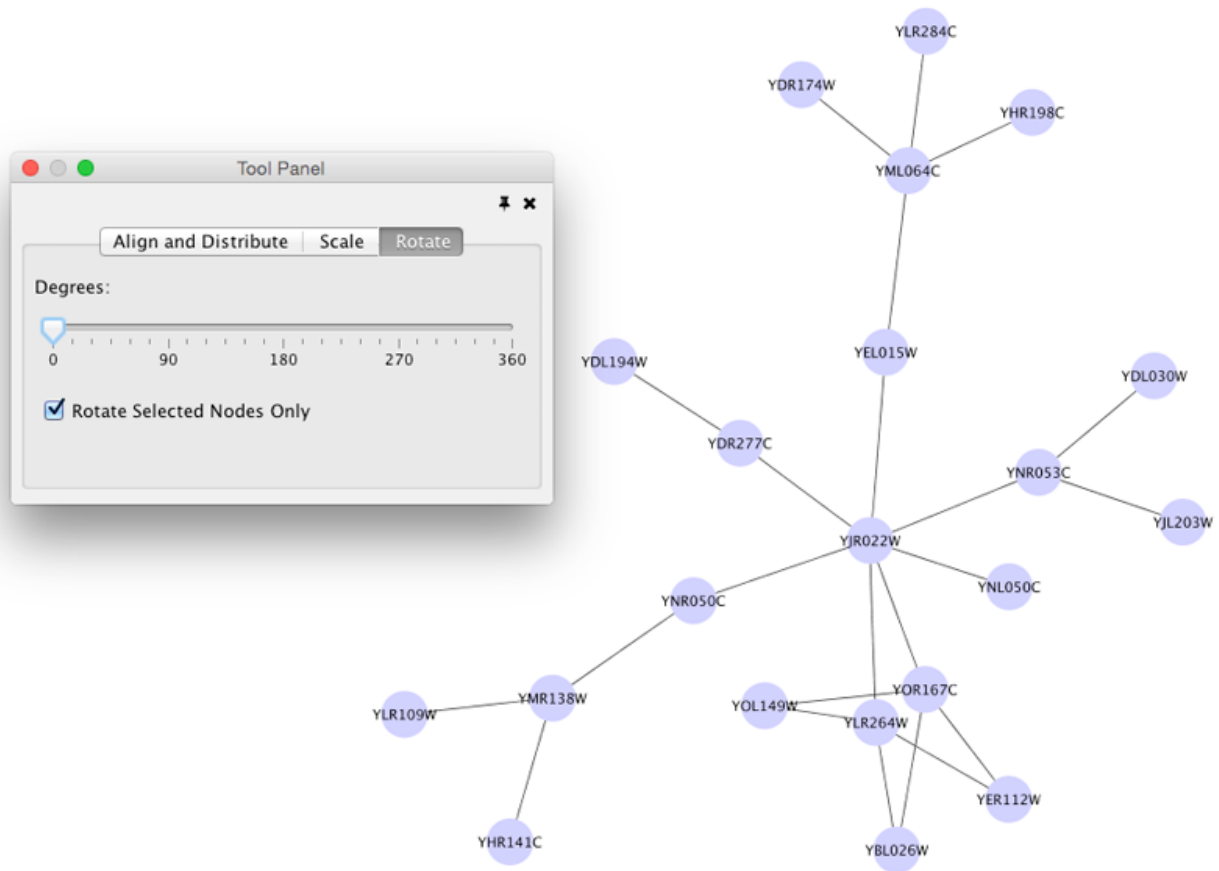 Tool Panel
Align and Distribute Scale Rotate
Degrees:
0 90 180 270 360
Rotate Selected Nodes Only
YLR284C
YDR174W
YHR198C
YML064C
YEL015W
YDL194W
YDL030W
YDR277C
YNR053C
YJL203W
YJR022W
YNL050C
YNR050C
YOR167C
YMR138W
YOL149W
YLR109W
YLR264W
YER112W
YHR141C
YBL026W